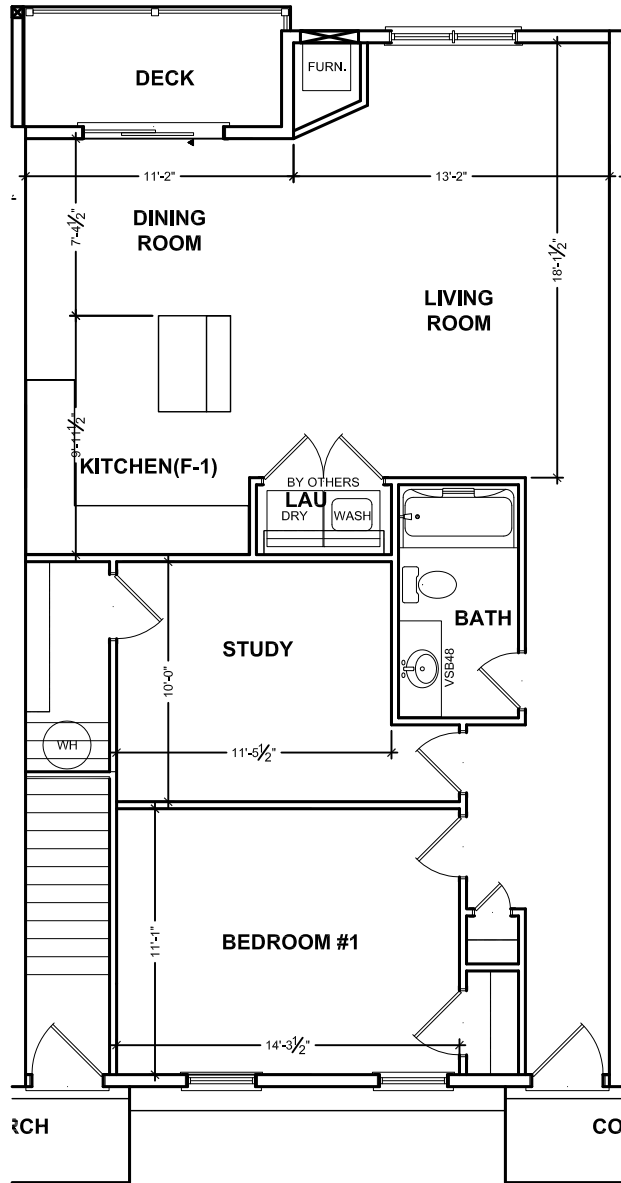 DECK
FURN.
11'-2"
13'-2"
7'-4½"
DINING
ROOM
18'-1½"
LIVING
ROOM
9'-11½"
KITCHEN(F-1)
BY OTHERS
LAU
DRY
WASH
BATH
STUDY
VSB48
10'-0"
WH
11'-5½"
11'-1"
BEDROOM #1
14'-3½"
RCH
CO